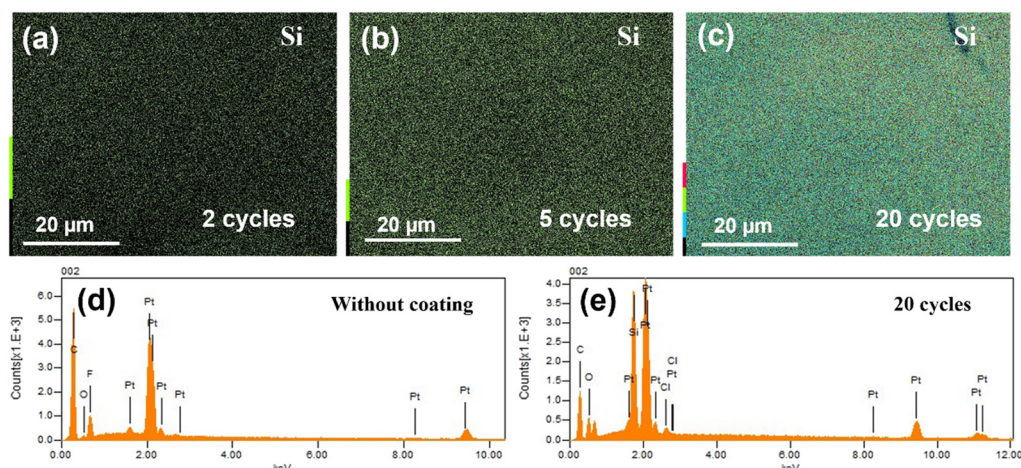 (a) Si
20 µm 2 cycles
(b) Si
20 µm 5 cycles
(c) Si
20 µm 20 cycles
002
(d) Without coating
Counts[x1.E+3]
6.0
5.0
4.0
3.0
2.0
1.0
0.0
C
O
F
Pt
Pt
Pt
Pt
Pt
Pt
Pt
0.00 2.00 4.00 6.00 8.00 10.00
keV
002
(e) 20 cycles
Counts[x1.E+3]
4.0
3.5
3.0
2.5
2.0
1.5
1.0
0.5
0.0
C
O
Pt
Si
Pt
Pt
Pt
Cl
Cl
Pt
Pt
Pt
Pt
Pt
0.00 2.00 4.00 6.00 8.00 10.00 12.00